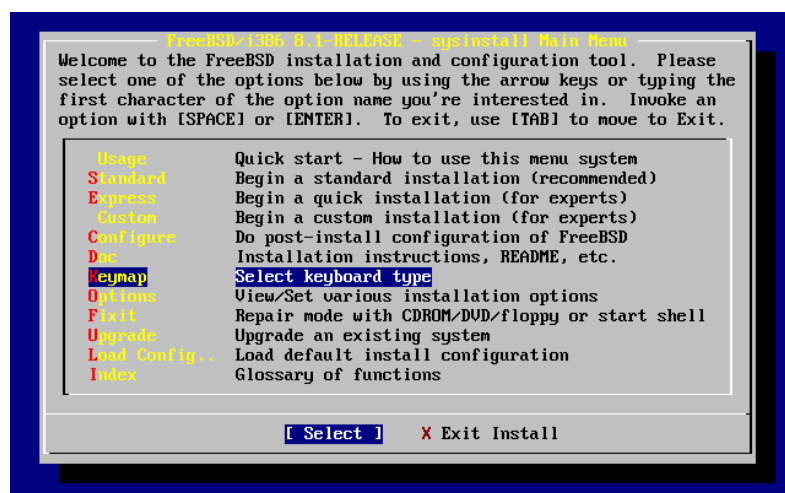 FreeBSD/i386 8.1-RELEASE - sysinstall Main Menu
Welcome to the FreeBSD installation and configuration tool.  Please
select one of the options below by using the arrow keys or typing the
first character of the option name you're interested in.  Invoke an
option with [SPACE] or [ENTER].  To exit, use [TAB] to move to Exit.
Usage Quick start - How to use this menu system
Standard Begin a standard installation (recommended)
Express Begin a quick installation (for experts)
Custom Begin a custom installation (for experts)
Configure Do post-install configuration of FreeBSD
Doc Installation instructions, README, etc.
Keymap Select keyboard type
Options View/Set various installation options
Fixit Repair mode with CDROM/DVD/floppy or start shell
Upgrade Upgrade an existing system
Load Config.. Load default install configuration
Index Glossary of functions
[ Select ] X Exit Install